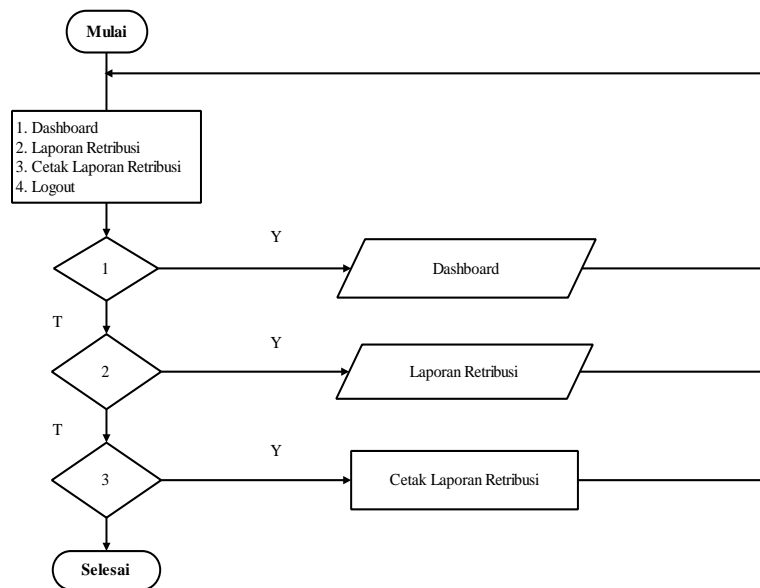 Mulai
1. Dashboard
2. Laporan Retribusi
3. Cetak Laporan Retribusi
4. Logout
Y
1
Dashboard
T
Y
2
Laporan Retribusi
T
Y
3
Cetak Laporan Retribusi
Selesai